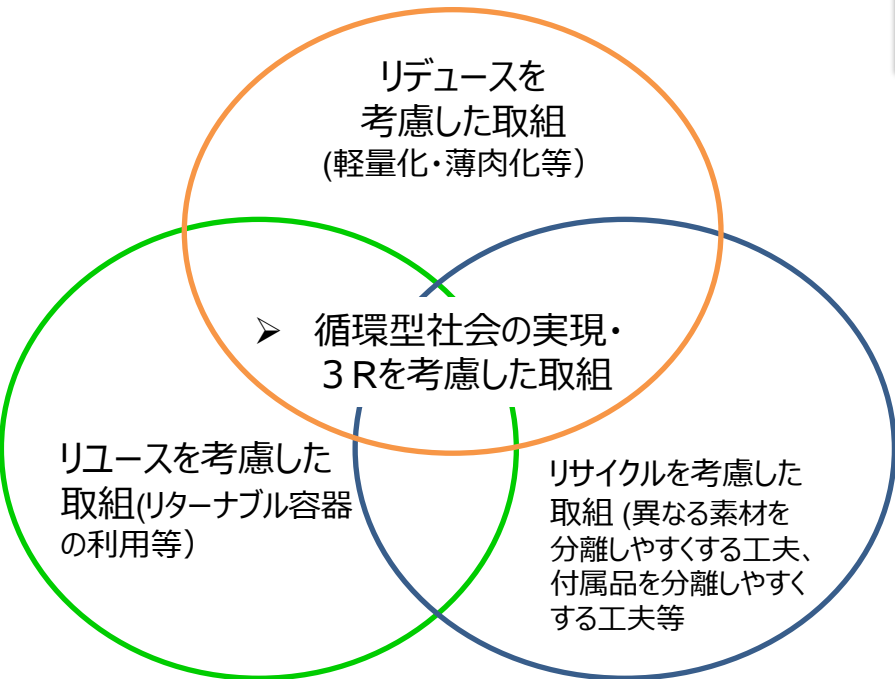 リデュースを
考慮した取組
(軽量化・薄肉化等）
➢ 循環型社会の実現・
３Rを考慮した取組
リユースを考慮した
取組(リターナブル容器
の利用等）
リサイクルを考慮した
取組 (異なる素材を
分離しやすくする工夫、
付属品を分離しやすく
する工夫等